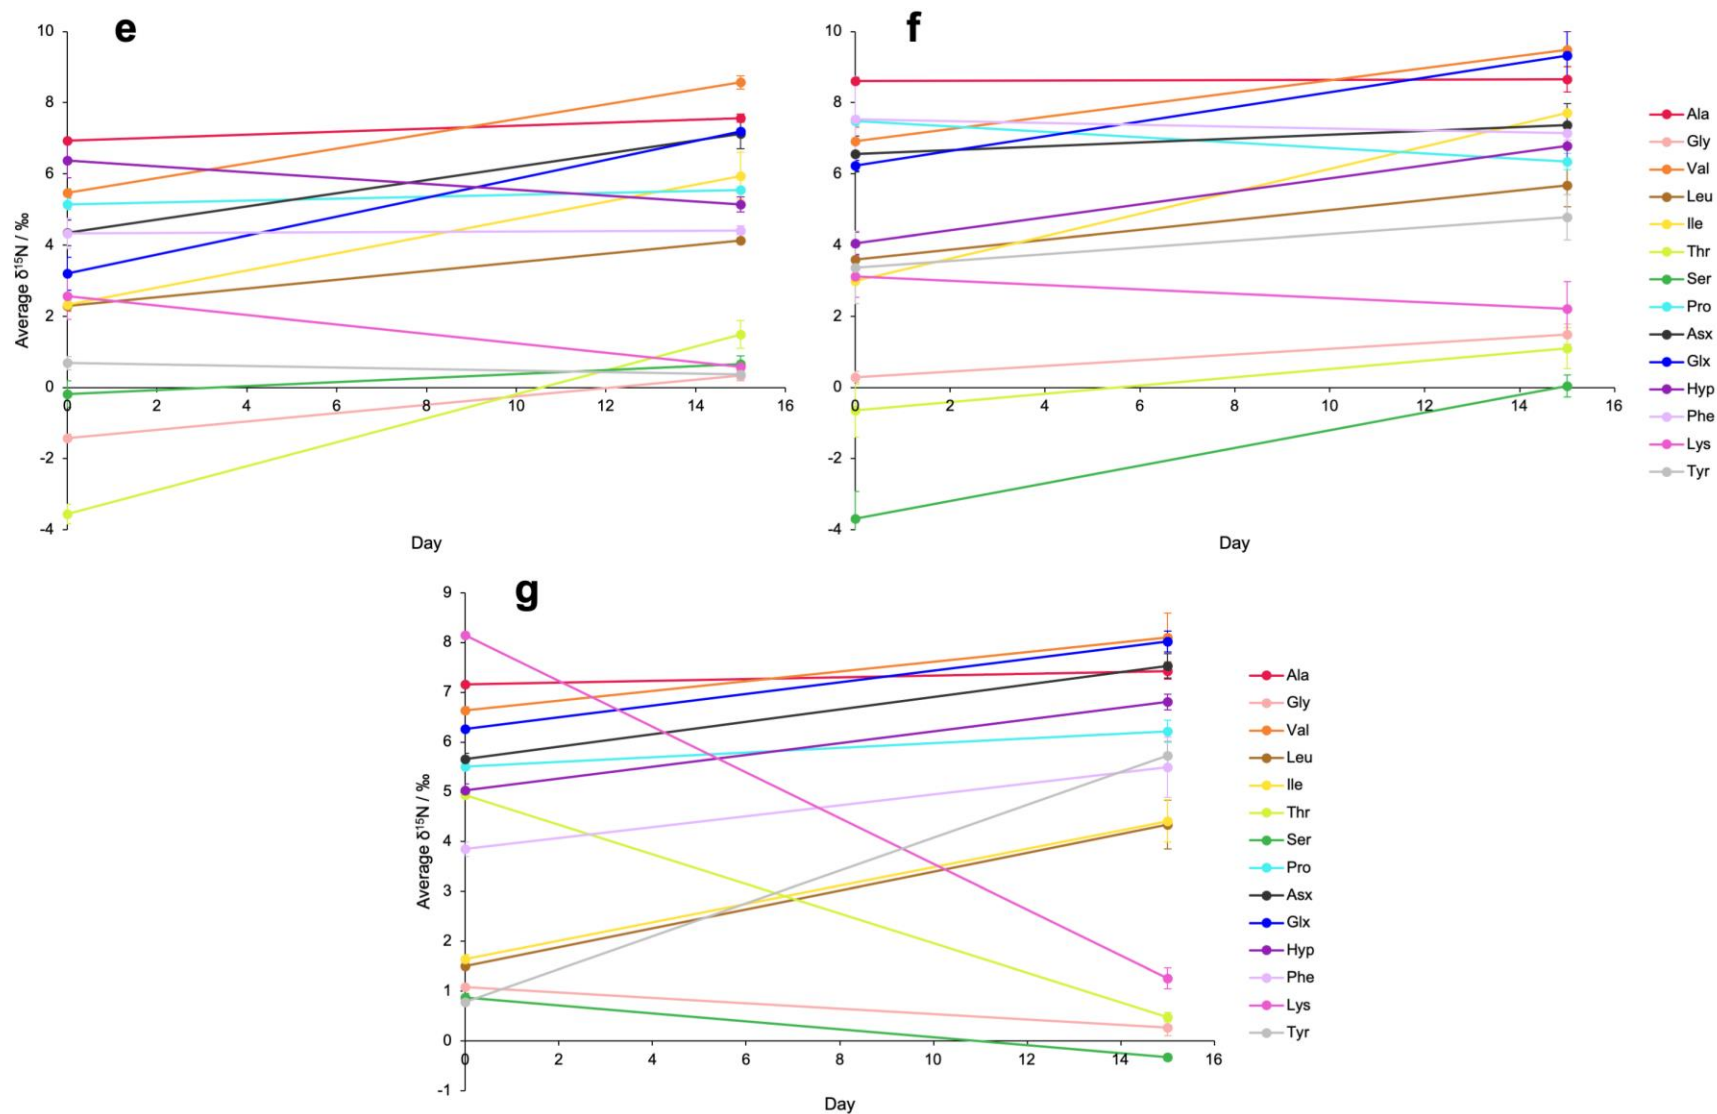 e
10
8
6
4
2
0
-2
-4
0 2 4 6 8 10 12 14 16
Average δ¹⁵N / ‰
Day
f
10
8
6
4
2
0
-2
-4
0 2 4 6 8 10 12 14 16
Day
Ala
Gly
Val
Leu
Ile
Thr
Ser
Pro
Asx
Glx
Hyp
Phe
Lys
Tyr
g
9
8
7
6
5
4
3
2
1
0
-1
0 2 4 6 8 10 12 14 16
Average δ¹⁵N / ‰
Day
Ala
Gly
Val
Leu
Ile
Thr
Ser
Pro
Asx
Glx
Hyp
Phe
Lys
Tyr